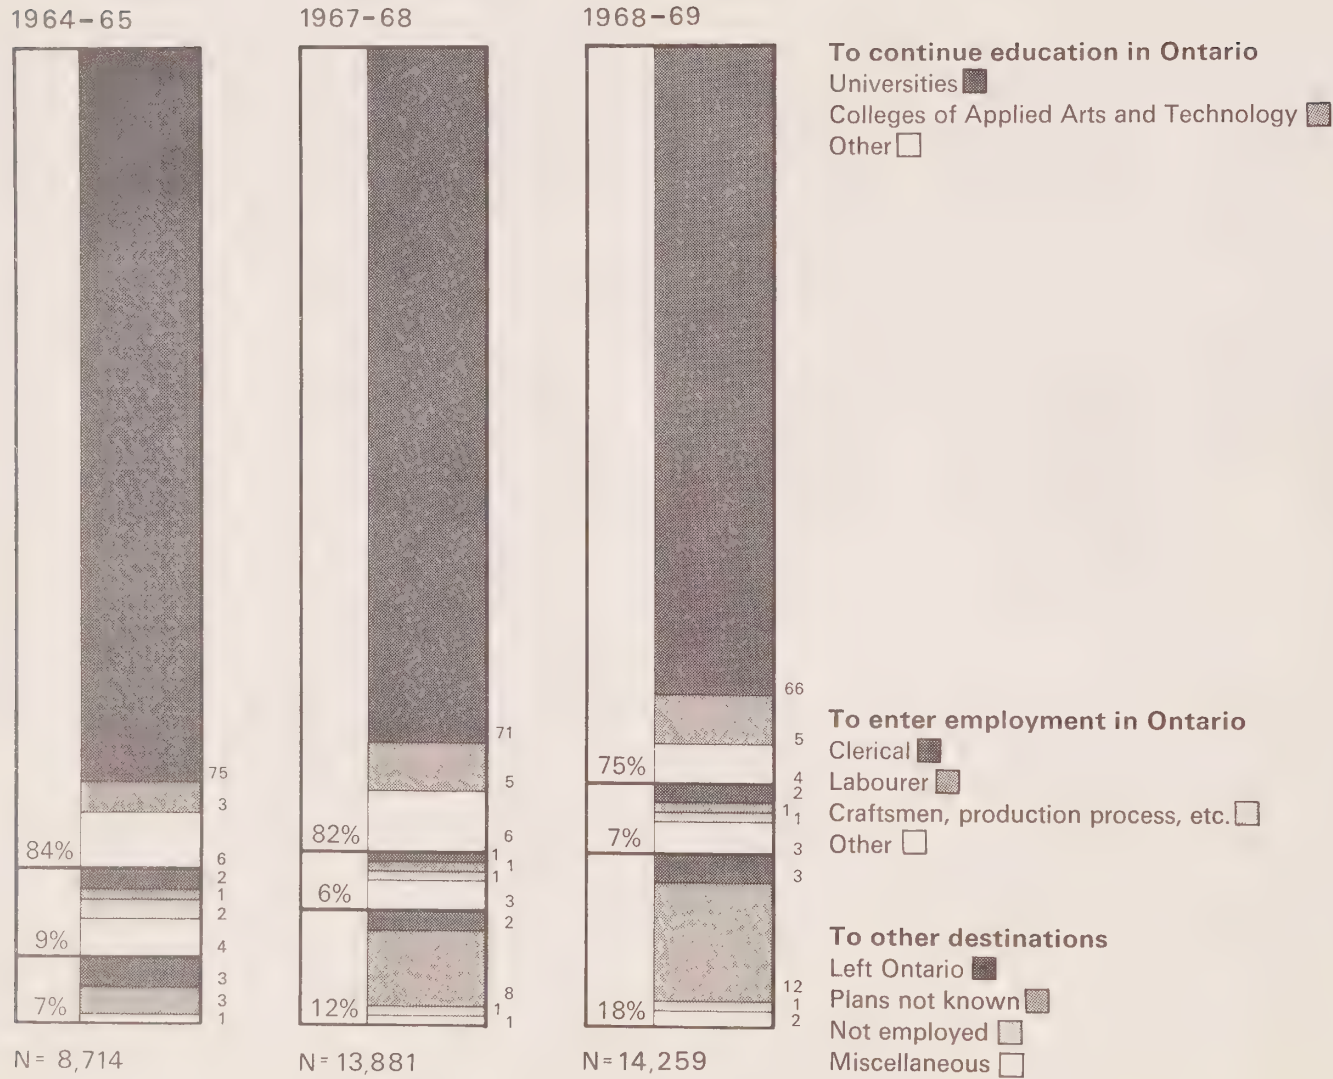 1964-65
75
3
84%
6
2
1
2
9%
4
3
3
7%
1
N = 8,714
1967-68
71
5
82%
6
1
1
1
6%
3
2
8
12%
1
1
N = 13,881
1968-69
66
5
75%
4
2
1
1
7%
3
3
12
1
18%
2
N = 14,259
To continue education in Ontario
Universities
Colleges of Applied Arts and Technology
Other
To enter employment in Ontario
Clerical
Labourer
Craftsmen, production process, etc.
Other
To other destinations
Left Ontario
Plans not known
Not employed
Miscellaneous